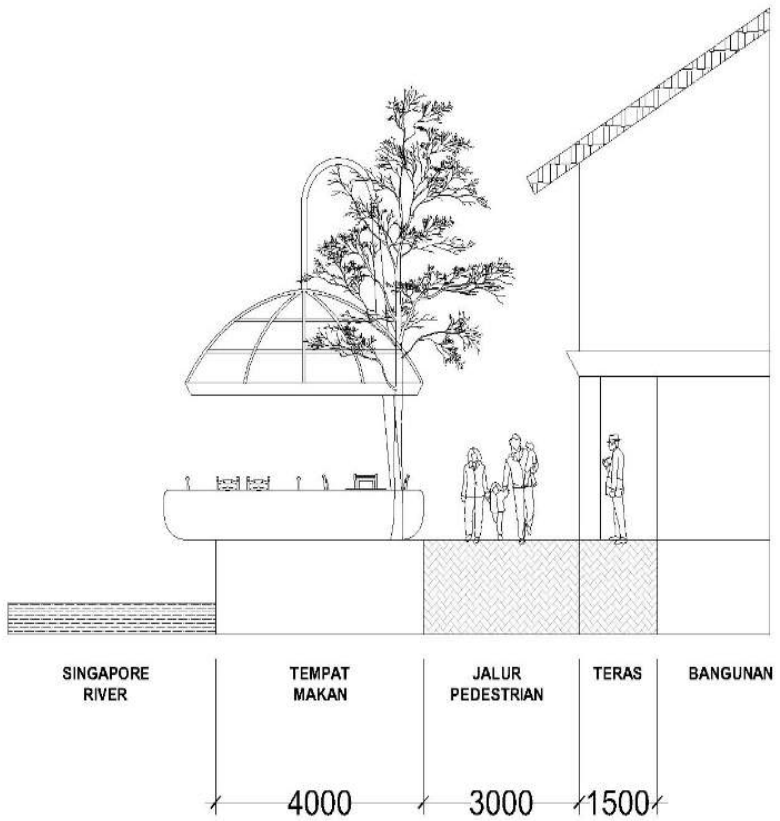 SINGAPORE
RIVER
TEMPAT
MAKAN
JALUR
PEDESTRIAN
TERAS
BANGUNAN
4000
3000
1500